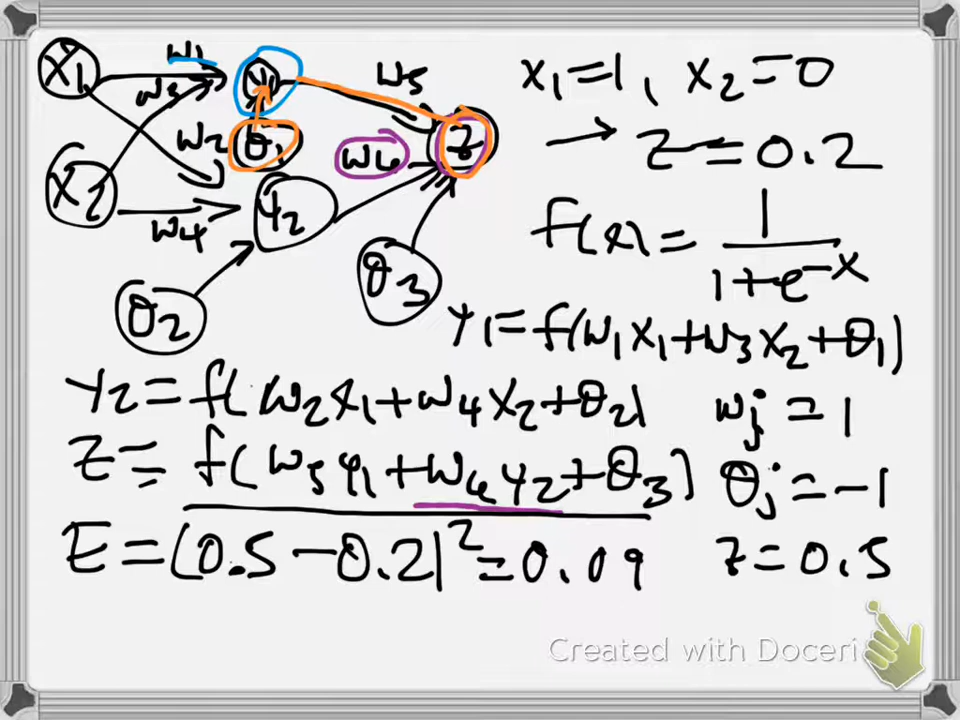 X1 w1 Y1 w5 x1=1, x2=0
w3
w2 θ1 w6 z → z=0.2
X2 Y2 f(x) = 1/(1+e^-x)
w4
θ3
θ2 Y1=f(w1x1+w3x2+θ1)
Y2=f(w2x1+w4x2+θ2) wj=1
Z=f(w5y1+w6y2+θ3) θj=-1
E=(0.5-0.2)²=0.09 z=0.5
Created with Doceri